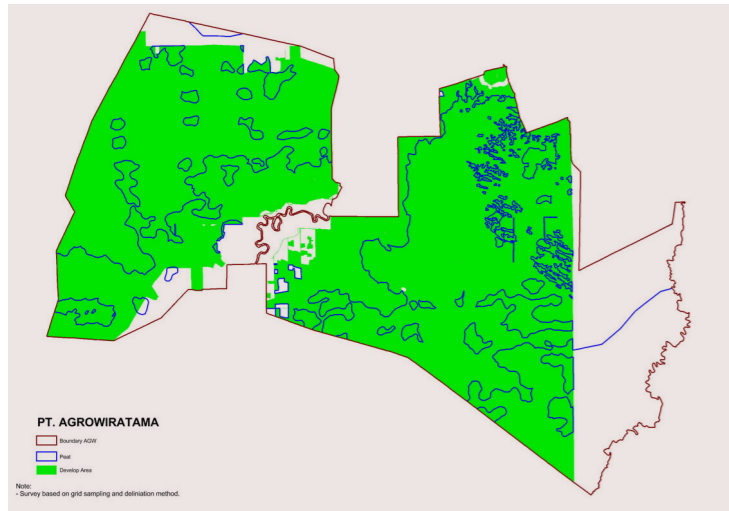 PT. AGROWIRATAMA
Boundary AGW
Peat
Develop Area
Note:
- Survey based on grid sampling and deliniation method.